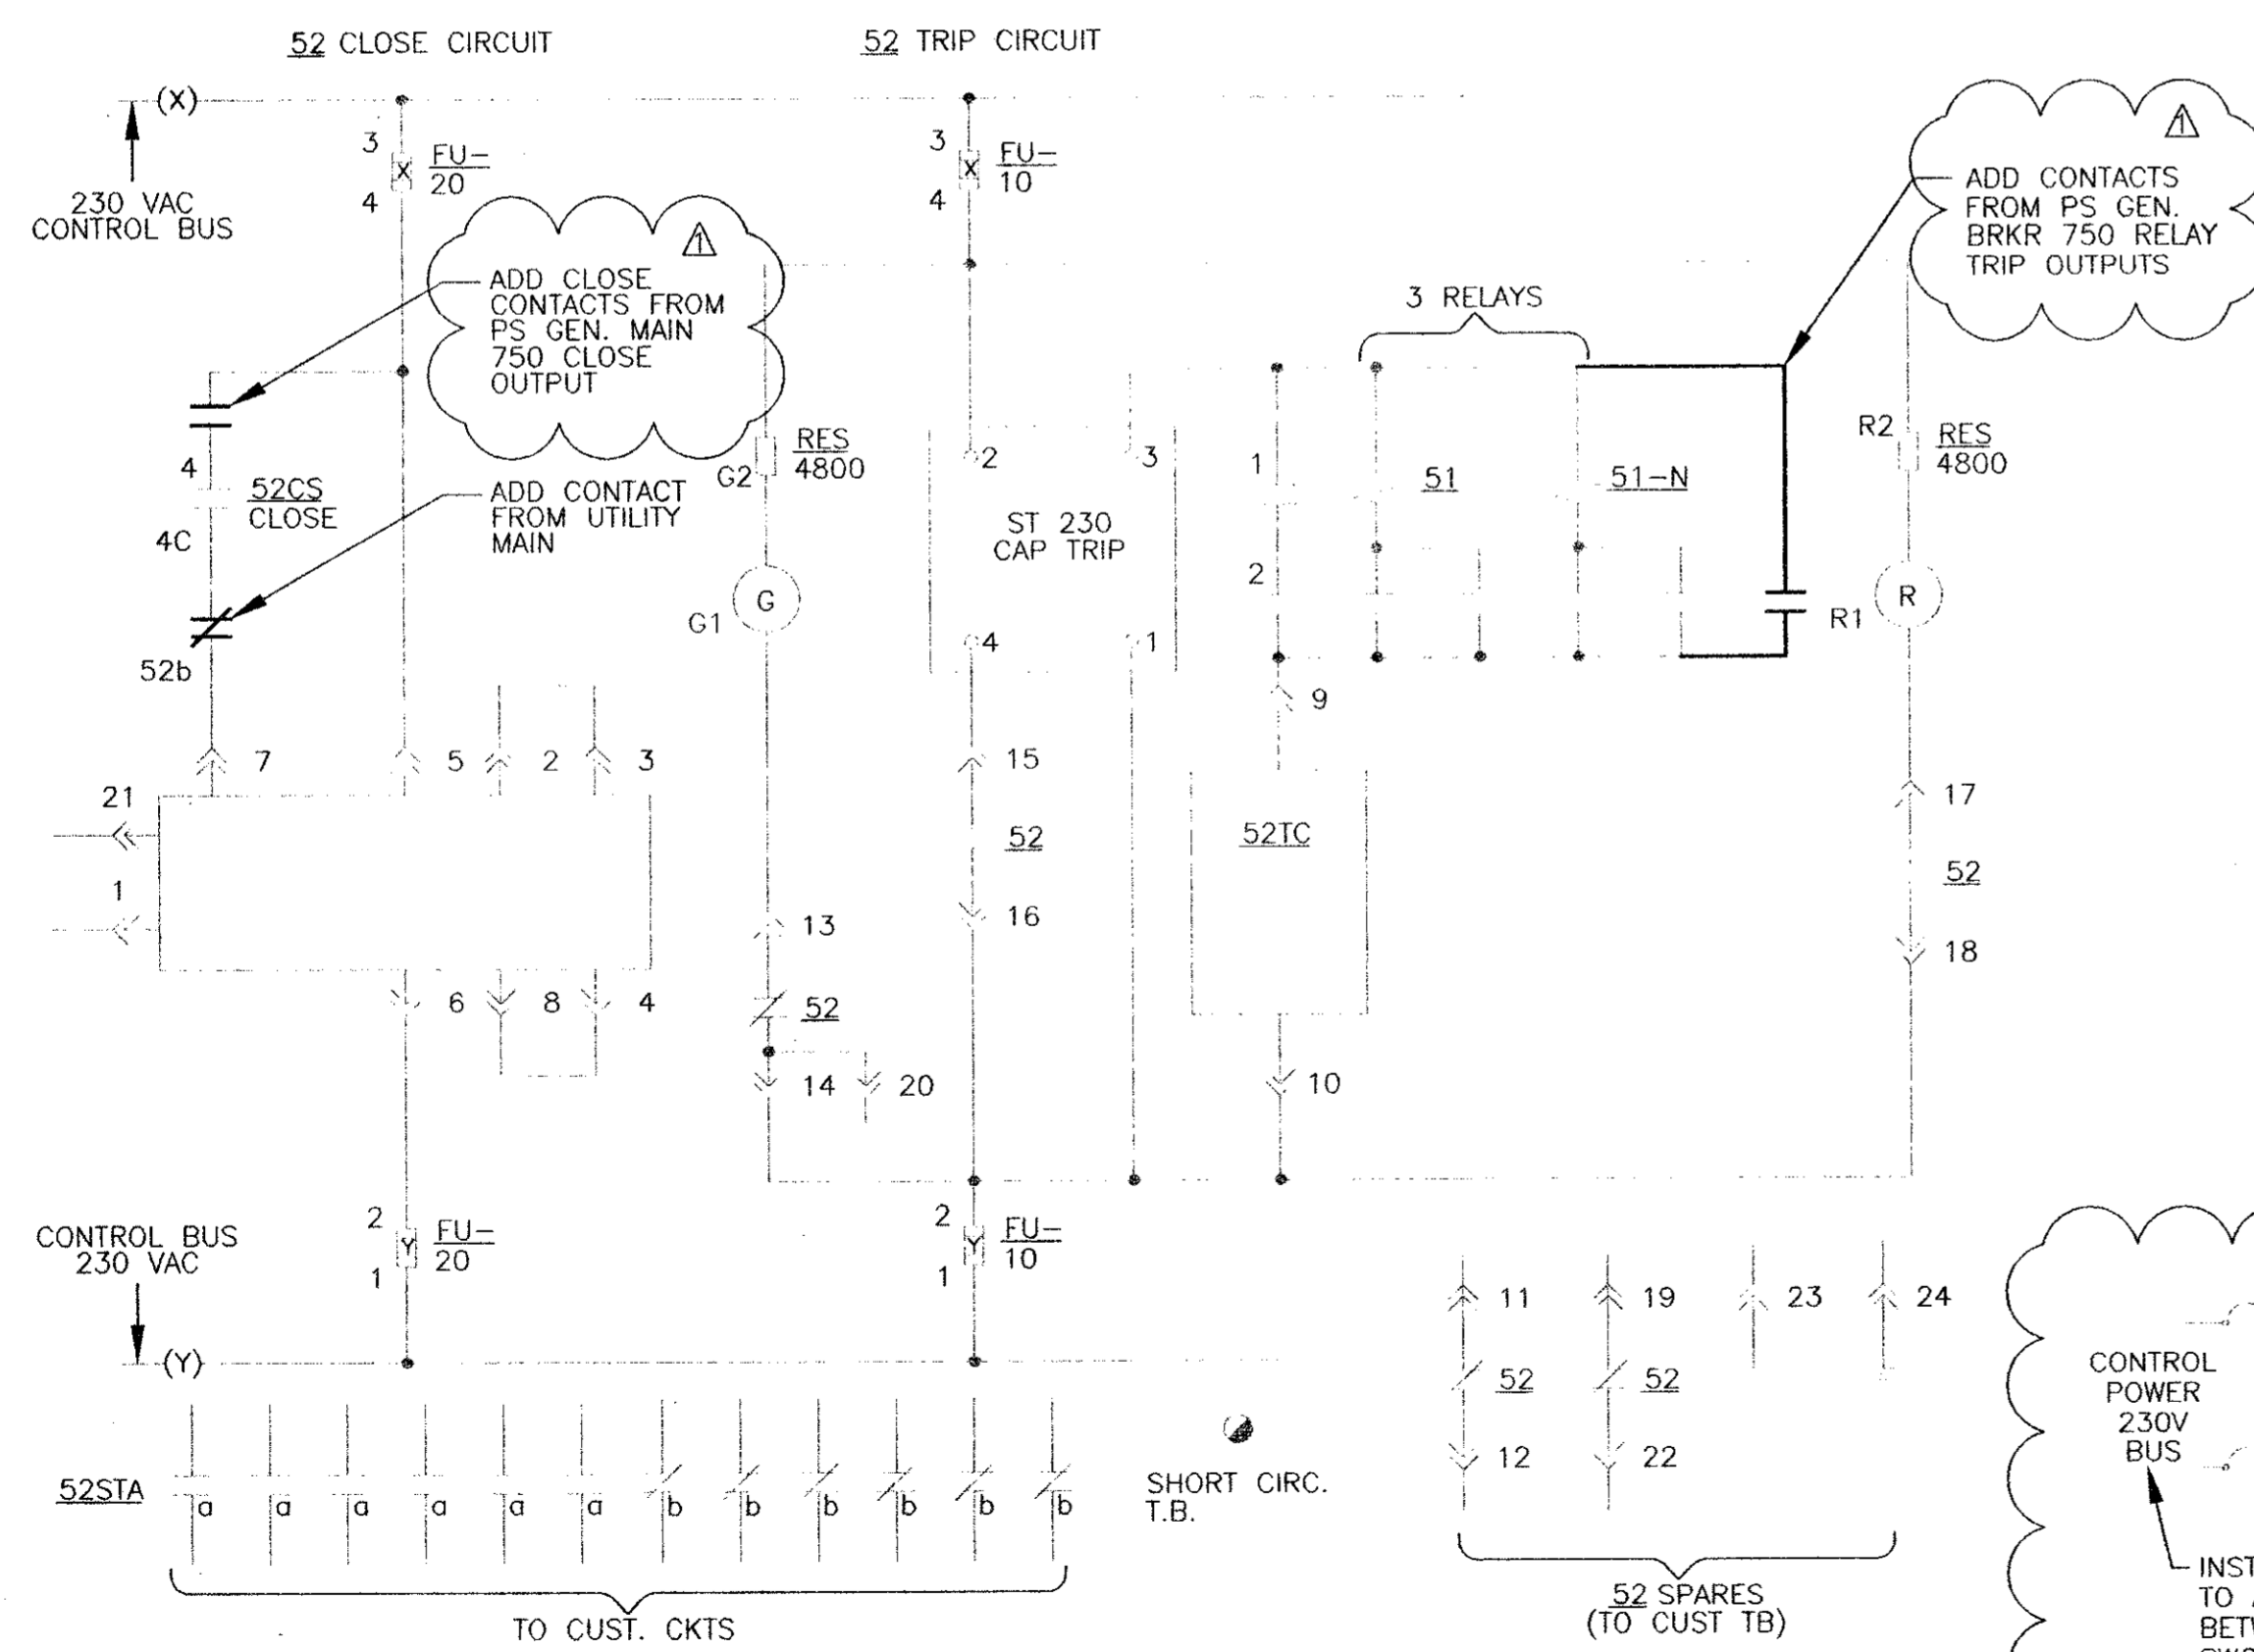 52 CLOSE CIRCUIT
52 TRIP CIRCUIT
(X)
230 VAC
CONTROL BUS
3
FU-
20
X
4
3
FU-
10
X
4
1
ADD CLOSE
CONTACTS FROM
PS GEN. MAIN
750 CLOSE
OUTPUT
1
ADD CONTACTS
FROM PS GEN.
BRKR 750 RELAY
TRIP OUTPUTS
3 RELAYS
4
52CS
CLOSE
4C
ADD CONTACT
FROM UTILITY
MAIN
52b
G2
RES
4800
G
G1
2
3
ST 230
CAP TRIP
4
1
1
2
51
51-N
R2
RES
4800
R
R1
9
7
5
2
3
21
1
6
8
4
13
52
14
20
15
52
16
52TC
10
17
52
18
CONTROL BUS
230 VAC
(Y)
2
FU-
20
Y
1
2
FU-
10
Y
1
11
19
23
24
52
52
12
22
52STA
a
a
a
a
a
a
b
b
b
b
b
b
TO CUST. CKTS
SHORT CIRC.
T.B.
52 SPARES
(TO CUST TB)
CONTROL
POWER
230V
BUS